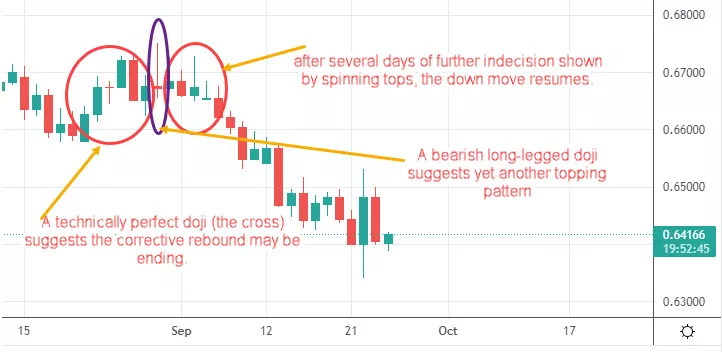 0.68000
after several days of further indecision shown
by spinning tops, the down move resumes.
0.67000
0.66000
A bearish long-legged doji
suggests yet another topping
pattern
0.65000
A technically perfect doji (the cross)
suggests the corrective rebound may be
ending.
0.64166
19:52:45
0.63000
15
Sep
12
21
Oct
17